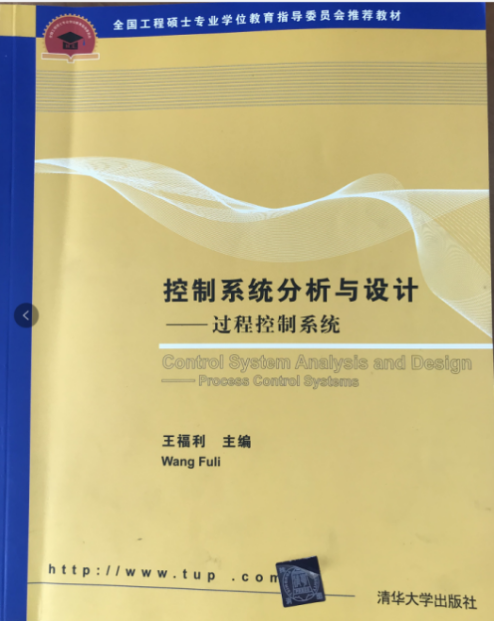 全国工程硕士专业学位教育指导委员会推荐教材
控制系统分析与设计
——过程控制系统
Control System Analysis and Design
——Process Control Systems
王福利 主编
Wang Fuli
http://www.tup .com
清华大学出版社